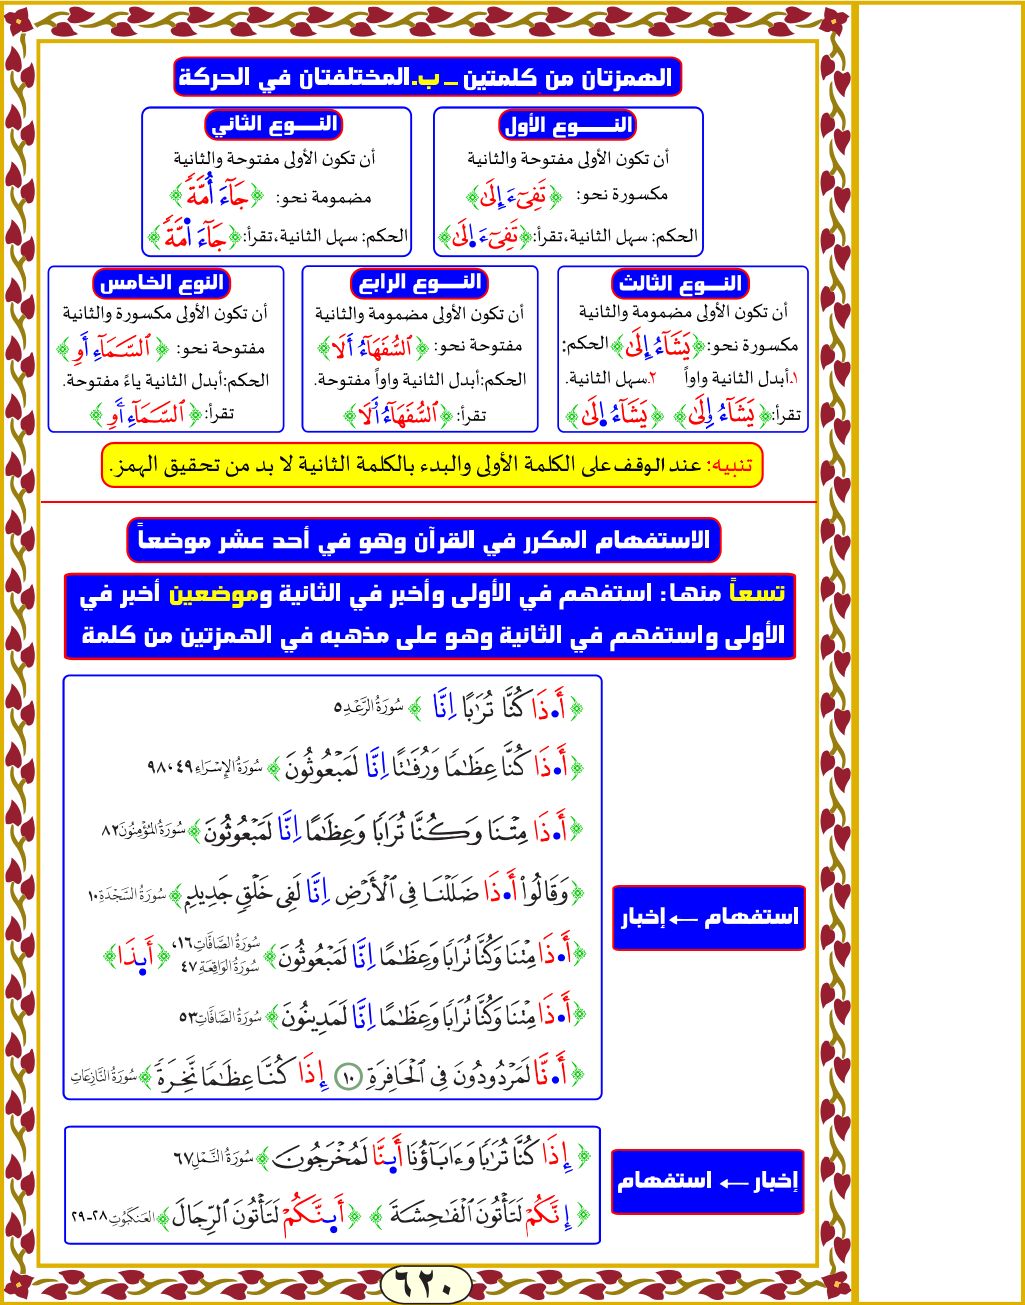 الهمزتان من كلمتين _ ب.المختلفتان في الحركة
النوع الأول
أن تكون الأولى مفتوحة والثانية
مكسورة نحو: ﴿تَفِيٓءَ إِلَىٰ﴾
الحكم: سهل الثانية،تقرأ:﴿تَفِيٓءَ •لَىٰ﴾
النوع الثاني
أن تكون الأولى مفتوحة والثانية
مضمومة نحو: ﴿جَآءَ أُمَّةٗ﴾
الحكم: سهل الثانية،تقرأ:﴿جَآءَ ا•مَّةٗ﴾
النوع الثالث
أن تكون الأولى مضمومة والثانية
مكسورة نحو:﴿يَشَآءُ إِلَىٰ﴾ الحكم:
١.أبدل الثانية واواً ٢.سهل الثانية.
تقرأ:﴿يَشَآءُ وِلَىٰ﴾ ﴿يَشَآءُ •لَىٰ﴾
النوع الرابع
أن تكون الأولى مضمومة والثانية
مفتوحة نحو: ﴿ٱلسُّفَهَآءُ أَلَا﴾
الحكم:أبدل الثانية واواً مفتوحة.
تقرأ: ﴿ٱلسُّفَهَآءُ
النوع الخامس
أن تكون الأولى مكسورة والثانية
مفتوحة نحو: ﴿ٱلسَّمَآءِ أَوِ﴾
الحكم:أبدل الثانية ياءً مفتوحة.
تقرأ: ﴿ٱلسَّمَآءِ
تنبيه: عند الوقف على الكلمة الأولى والبدء بالكلمة الثانية لا بد من تحقيق الهمز.
الاستفهام المكرر في القرآن وهو في أحد عشر موضعاً
تسعاً منها: استفهم في الأولى وأخبر في الثانية وموضعين أخبر في
الأولى واستفهم في الثانية وهو على مذهبه في الهمزتين من كلمة
﴿أَ•ذَا كُنَّا تُرَٰبًا اِنَّا﴾ سُورَةُ الرَّعْدِ ٥
﴿أَ•ذَا كُنَّا عِظَٰمٗا وَرُفَٰتًا اِنَّا لَمَبۡعُوثُونَ﴾ سُورَةُ الإِسْرَاءِ ٤٩،٩٨
﴿أَ•ذَا مِتۡنَا وَكُنَّا تُرَابٗا وَعِظَٰمًا اِنَّا لَمَبۡعُوثُونَ﴾ سُورَةُ المُؤْمِنُونَ ٨٢
﴿وَقَالُوٓاْ أَ•ذَا ضَلَلۡنَا فِي ٱلۡأَرۡضِ اِنَّا لَفِي خَلۡقٖ جَدِيدِۭ﴾ سُورَةُ السَّجْدَةِ ١٠
﴿أَ•ذَا مِتۡنَا وَكُنَّا تُرَابٗا وَعِظَٰمًا اِنَّا لَمَبۡعُوثُونَ﴾ سُورَةُ الصَّافَّاتِ ١٦، سُورَةُ الوَاقِعَةِ ٤٧ ﴿أَىِٕذَا﴾
﴿أَ•ذَا مِتۡنَا وَكُنَّا تُرَابٗا وَعِظَٰمًا اِنَّا لَمَدِينُونَ﴾ سُورَةُ الصَّافَّاتِ ٥٣
﴿أَ•نَّا لَمَرۡدُودُونَ فِي ٱلۡحَافِرَةِ ١٠ إِذَا كُنَّا عِظَٰمٗا نَّخِرَةٗ﴾ سُورَةُ النَّازِعَاتِ
استفهام ← إخبار
﴿إِذَا كُنَّا تُرَٰبٗا وَءَابَآؤُنَا أَىِٕنَّا لَمُخۡرَجُونَ﴾ سُورَةُ النَّمْلِ ٦٧
﴿إِنَّكُمۡ لَتَأۡتُونَ ٱلۡفَٰحِشَةَ﴾ ﴿أَىِٕنَّكُمۡ لَتَأۡتُونَ ٱلرِّجَالَ﴾ العَنكَبُوتِ ٢٨-٢٩
إخبار ← استفهام
٦٢٠